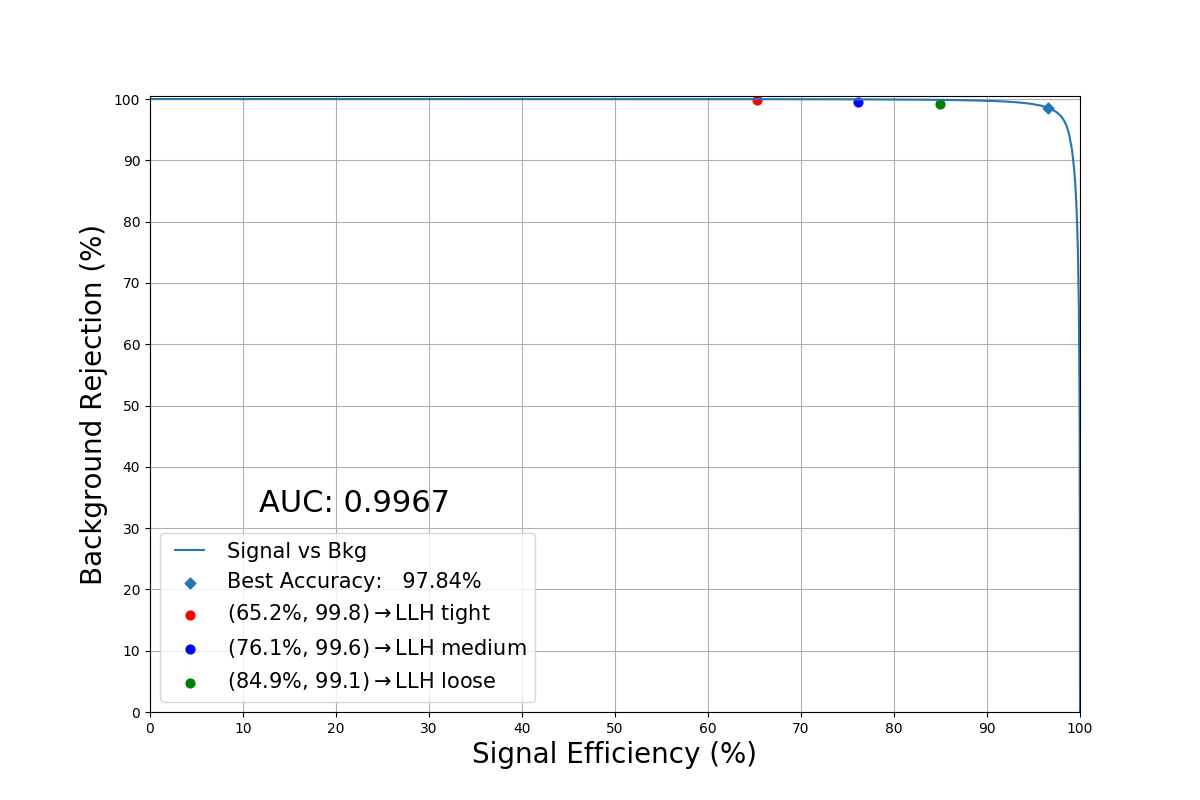 100
90
80
70
60
50
40
30
20
10
0
Background Rejection (%)
AUC: 0.9967
Signal vs Bkg
Best Accuracy: 97.84%
(65.2%, 99.8)→LLH tight
(76.1%, 99.6)→LLH medium
(84.9%, 99.1)→LLH loose
0 10 20 30 40 50 60 70 80 90 100
Signal Efficiency (%)